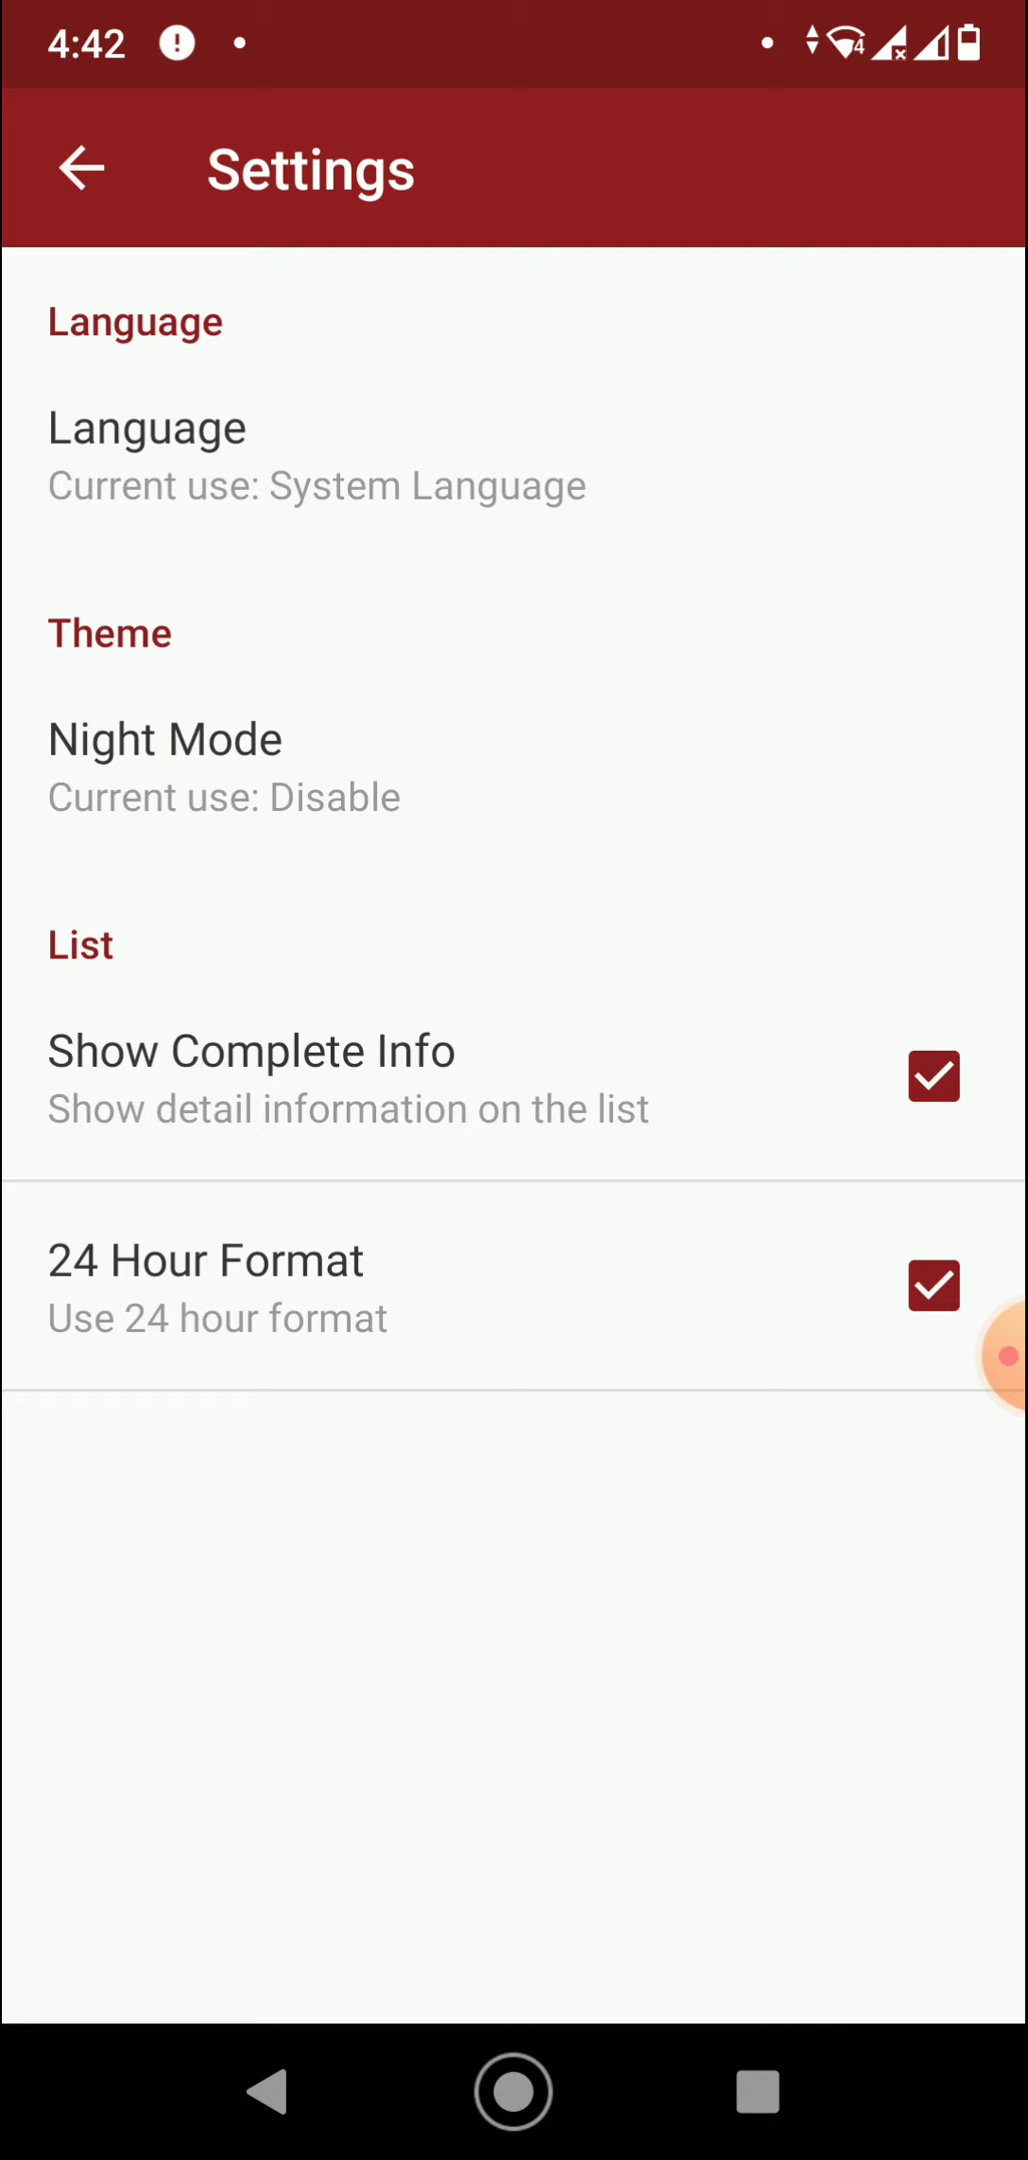 4:42
4
Settings
Language
Language
Current use: System Language
Theme
Night Mode
Current use: Disable
List
Show Complete Info
Show detail information on the list
24 Hour Format
Use 24 hour format